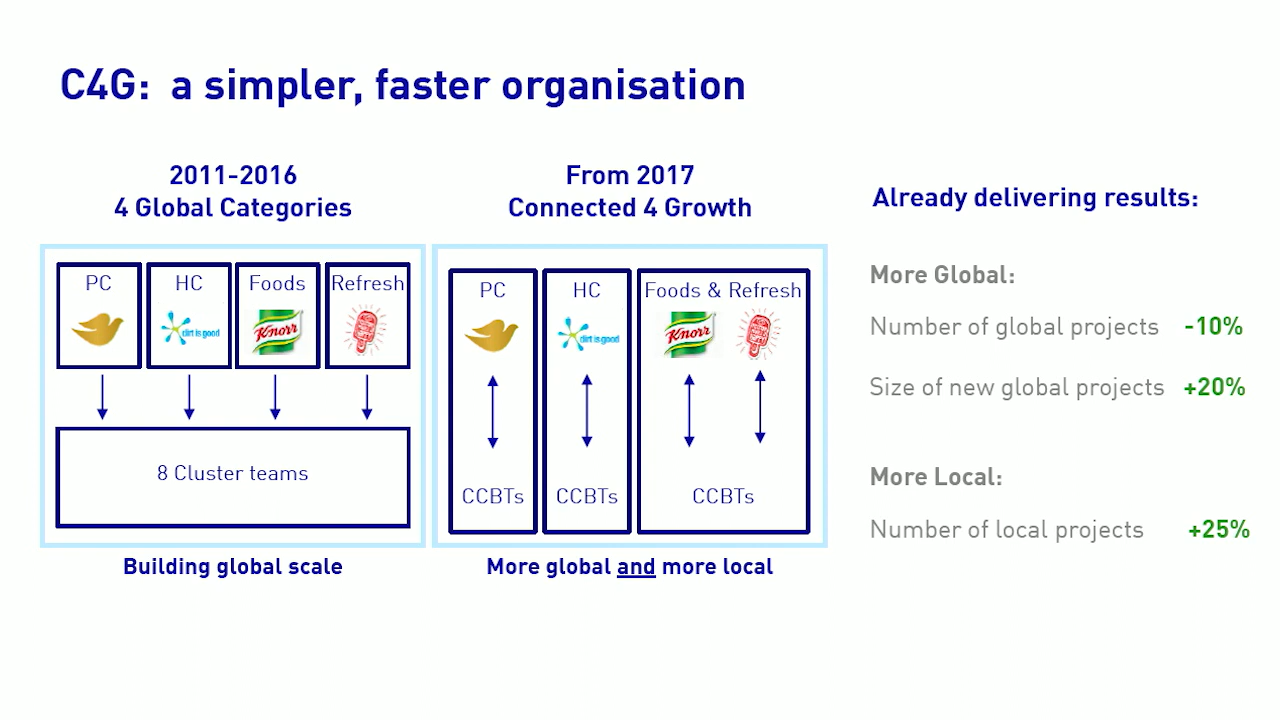 C4G: a simpler, faster organisation
2011-2016
4 Global Categories
PC
HC
Foods
Refresh
dirt is good
Knorr
8 Cluster teams
Building global scale
From 2017
Connected 4 Growth
PC
HC
Foods & Refresh
dirt is good
Knorr
CCBTs
CCBTs
CCBTs
More global and more local
Already delivering results:
More Global:
Number of global projects -10%
Size of new global projects +20%
More Local:
Number of local projects +25%